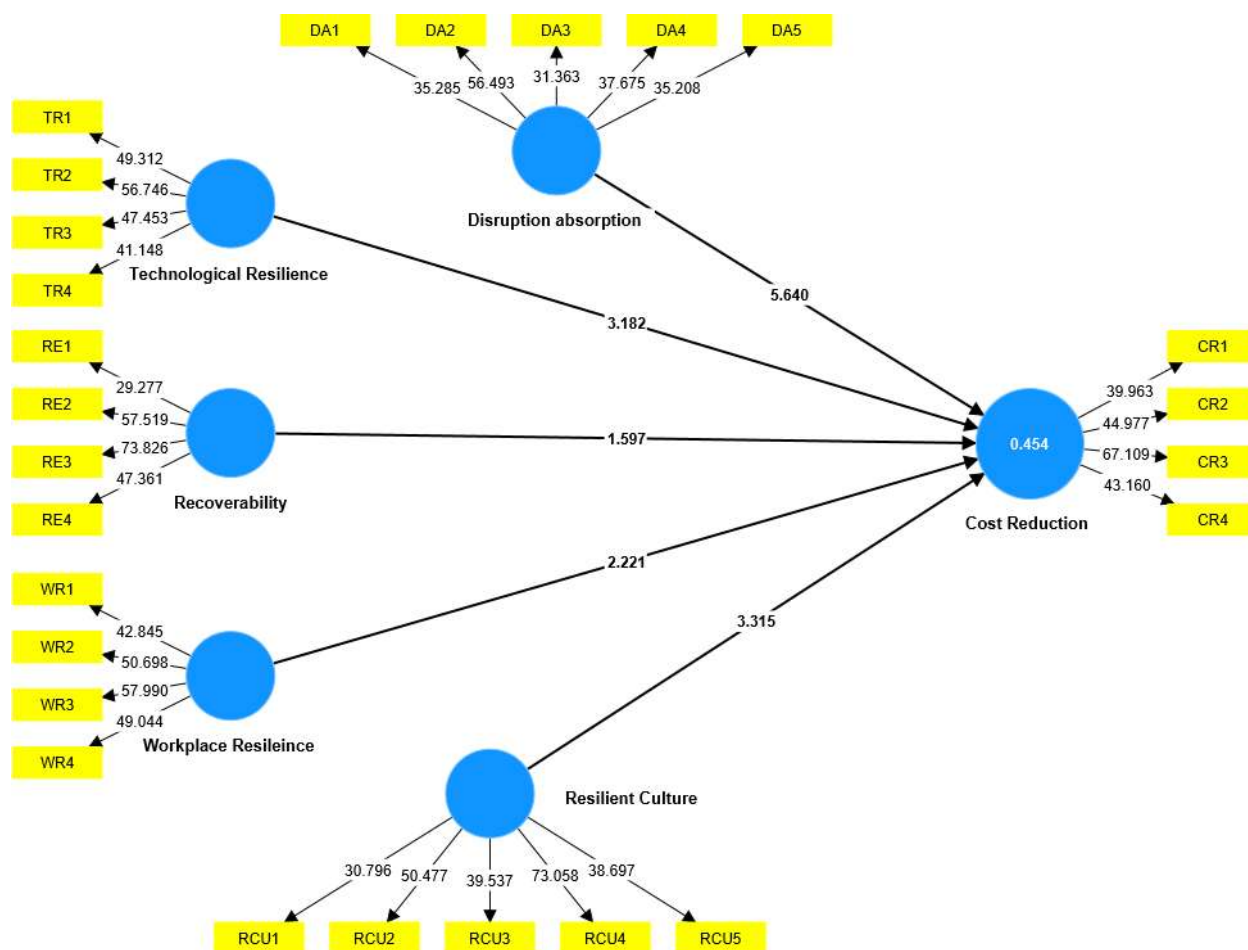 DA1 DA2 DA3 DA4 DA5
35.285 56.493 31.363 37.675 35.208
Disruption absorption
TR1
TR2
TR3
TR4
49.312
56.746
47.453
41.148
Technological Resilience
RE1
RE2
RE3
RE4
29.277
57.519
73.826
47.361
Recoverability
WR1
WR2
WR3
WR4
42.845
50.698
57.990
49.044
Workplace Resileince
5.640
3.182
1.597
2.221
3.315
0.454
Cost Reduction
39.963
44.977
67.109
43.160
CR1
CR2
CR3
CR4
Resilient Culture
30.796 50.477 39.537 73.058 38.697
RCU1 RCU2 RCU3 RCU4 RCU5